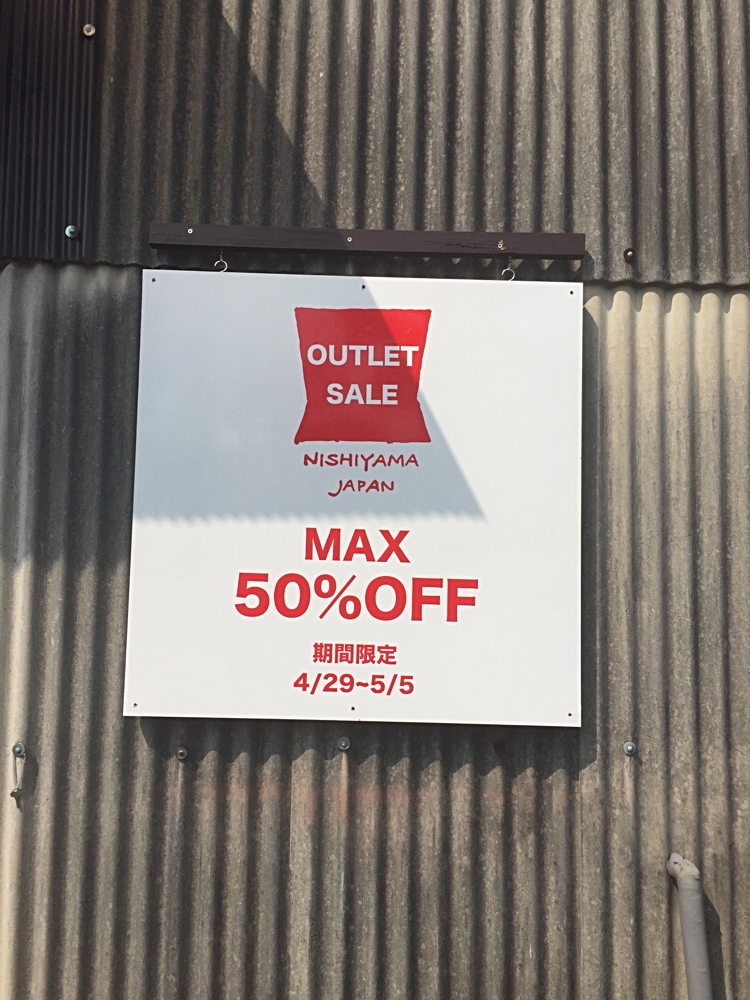 OUTLET
SALE
NISHIYAMA
JAPAN
MAX
50%OFF
期間限定
4/29~5/5